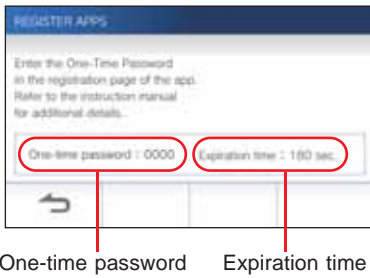 REGISTER APPS
Enter the One-Time Password
in the registration page of the app.
Refer to the instruction manual
for additional details.
One-time password : 0000 Expiration time : 180 sec.
One-time password Expiration time